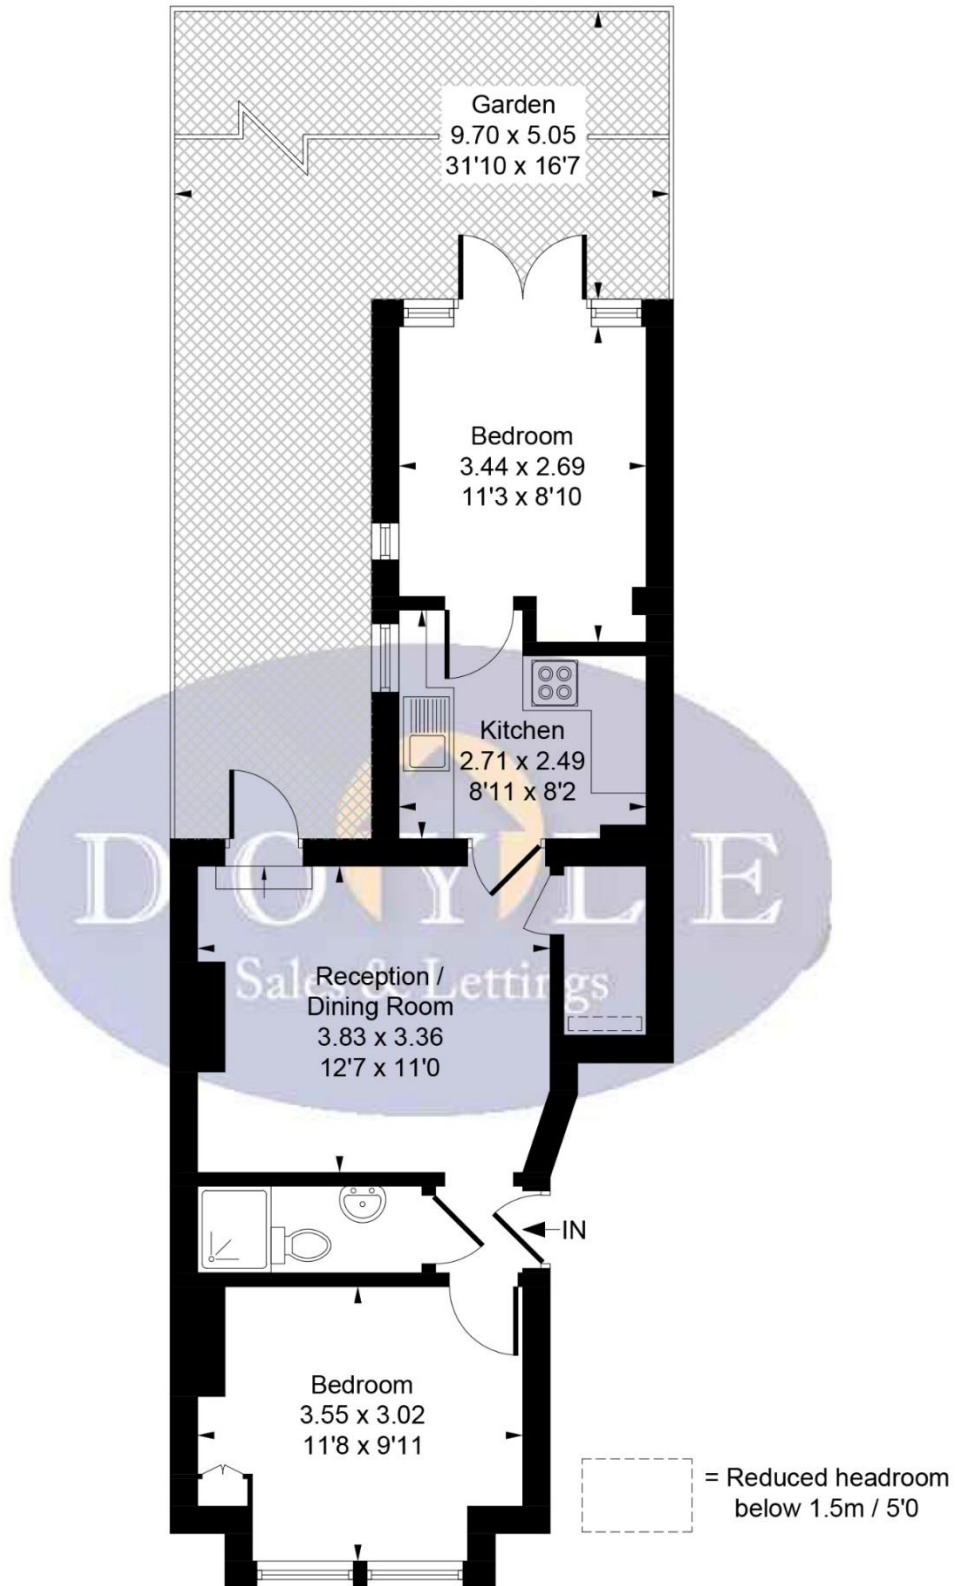 Garden
9.70 x 5.05
31'10 x 16'7
Bedroom
3.44 x 2.69
11'3 x 8'10
Kitchen
2.71 x 2.49
8'11 x 8'2
DOYLE
Sales & Lettings
Reception /
Dining Room
3.83 x 3.36
12'7 x 11'0
IN
Bedroom
3.55 x 3.02
11'8 x 9'11
= Reduced headroom
below 1.5m / 5'0